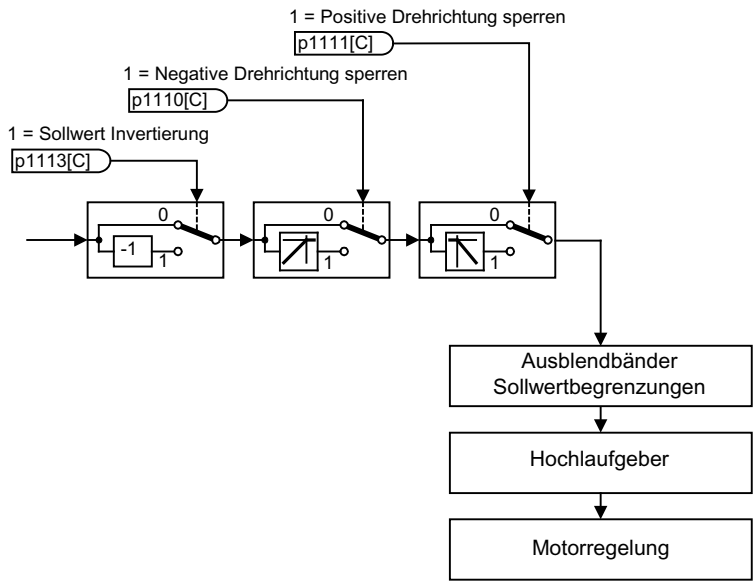 1 = Positive Drehrichtung sperren
p1111[C]
1 = Negative Drehrichtung sperren
p1110[C]
1 = Sollwert Invertierung
p1113[C]
0
-1
1
0
1
0
1
Ausblendbänder
Sollwertbegrenzungen
Hochlaufgeber
Motorregelung